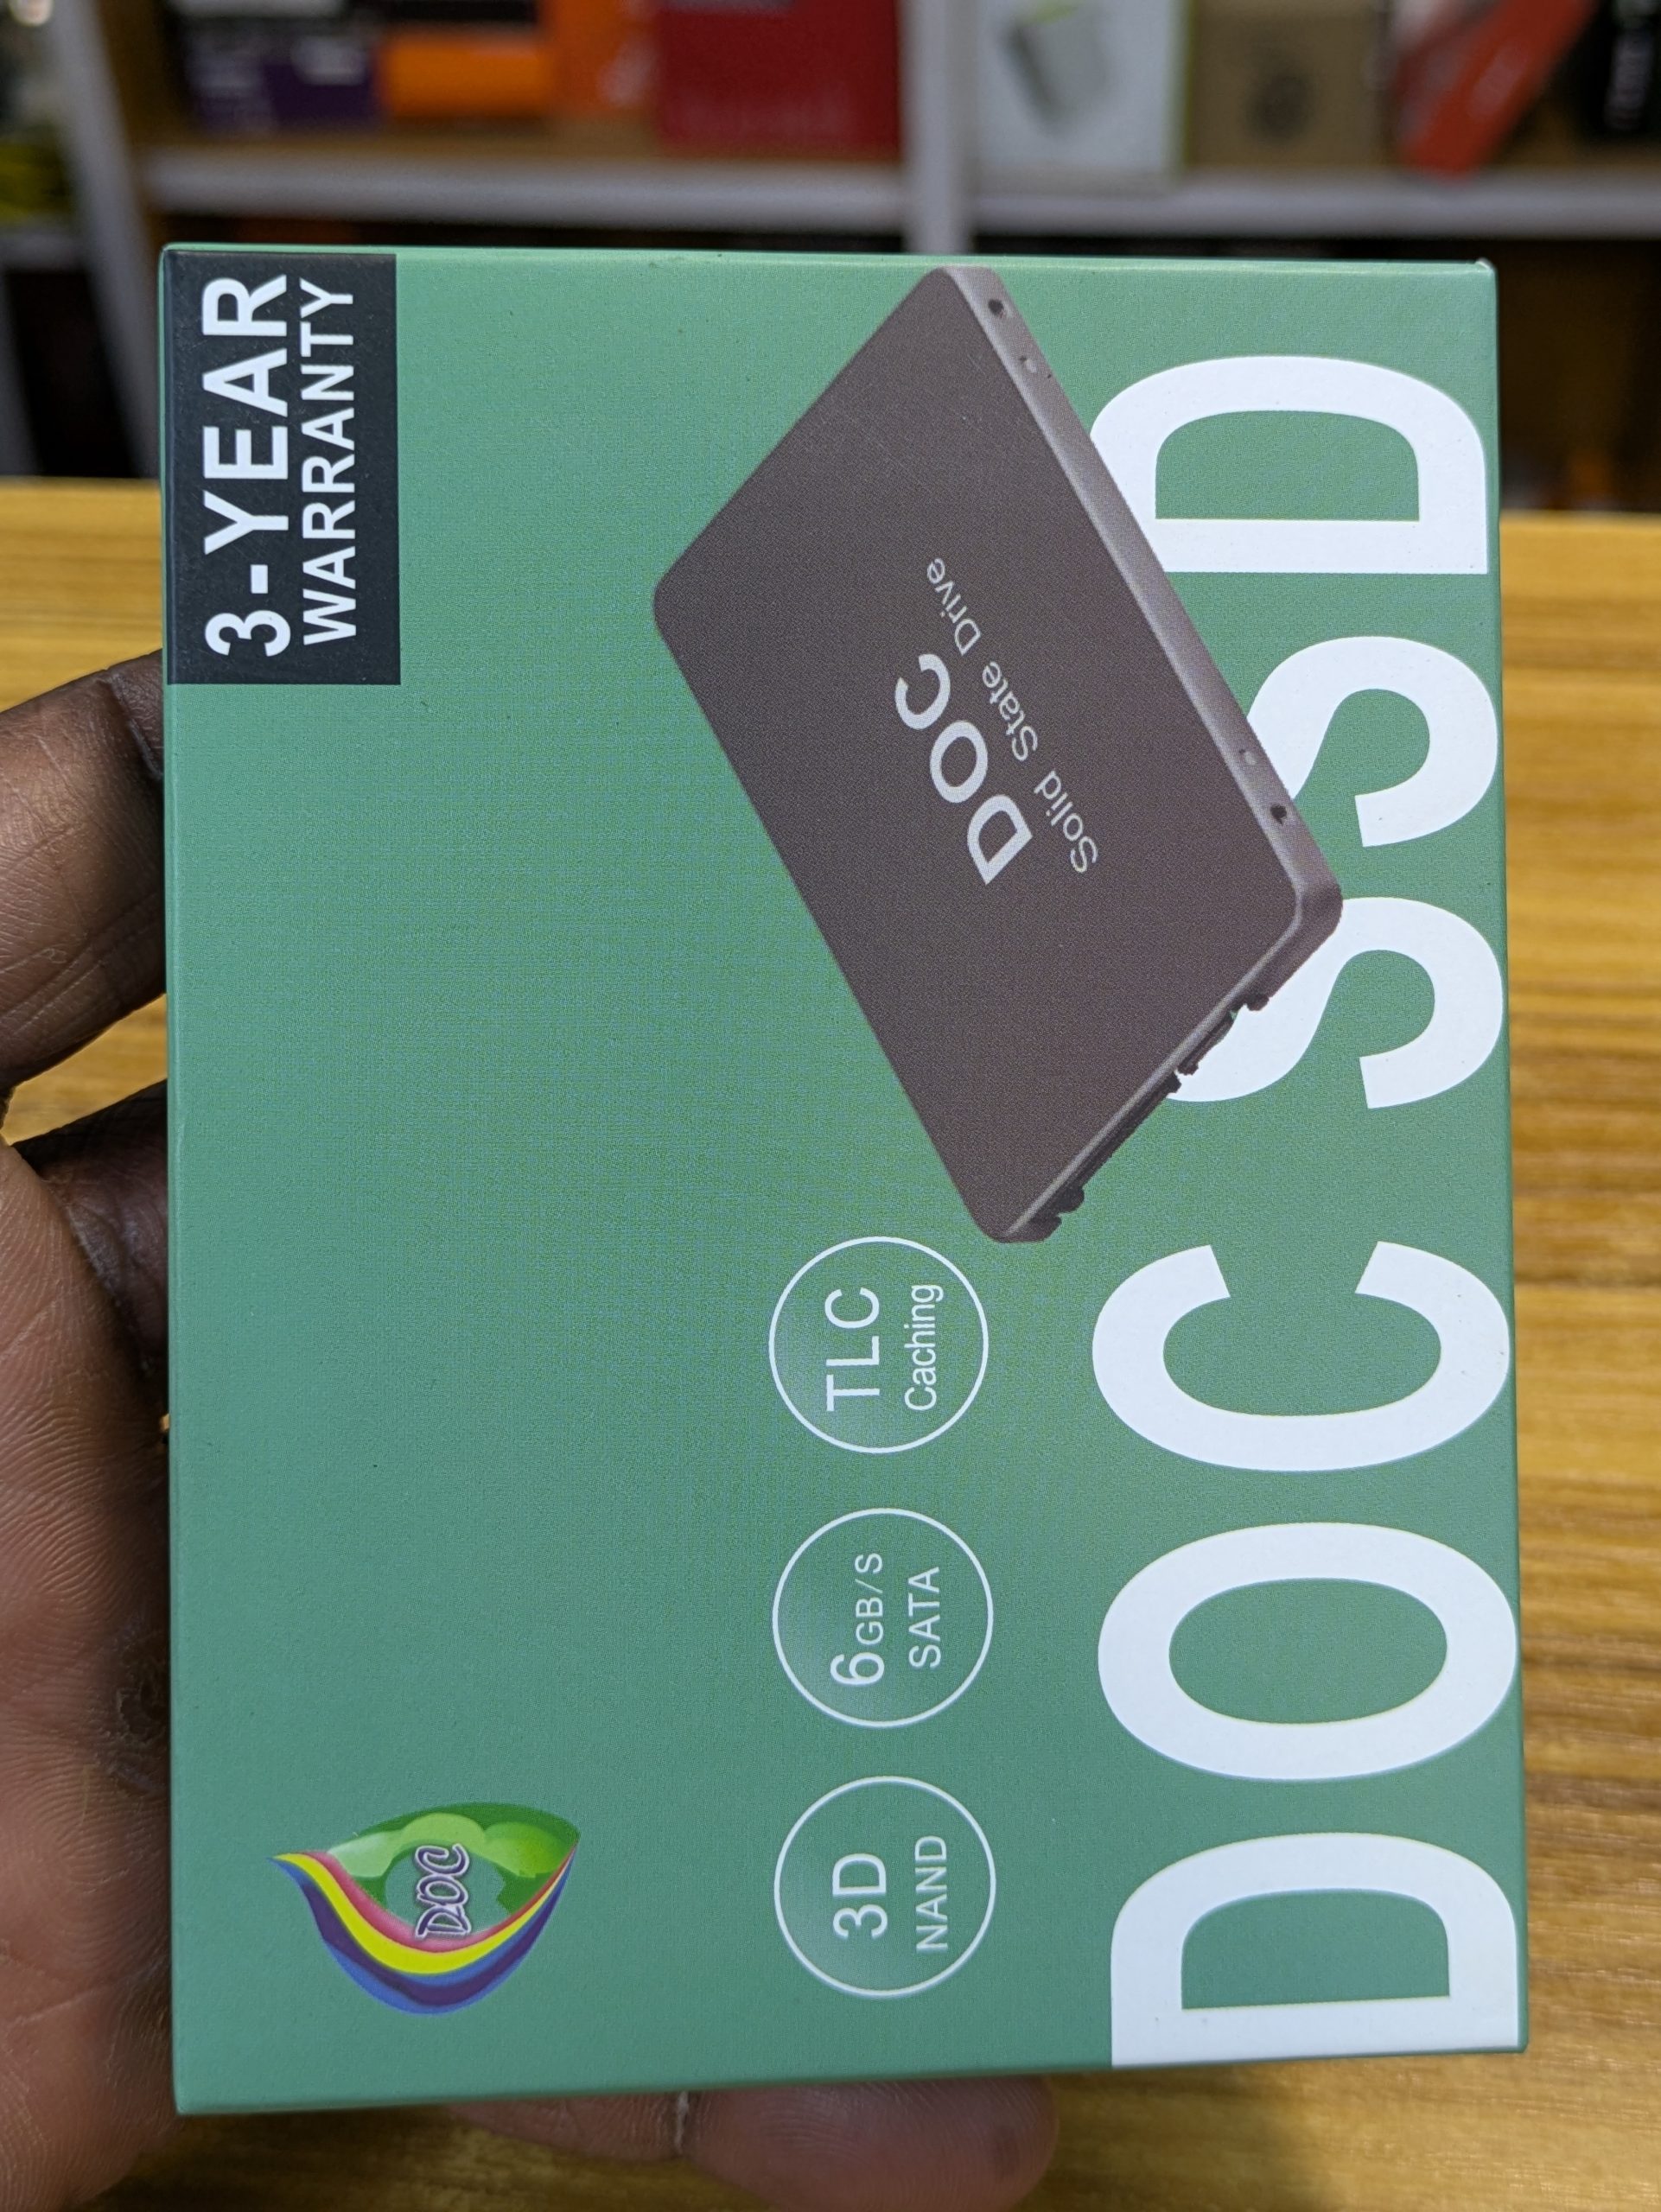 DOC
3-YEAR
WARRANTY
3D
NAND
6GB/S
SATA
TLC
Caching
DOC
Solid State Drive
DOC SSD